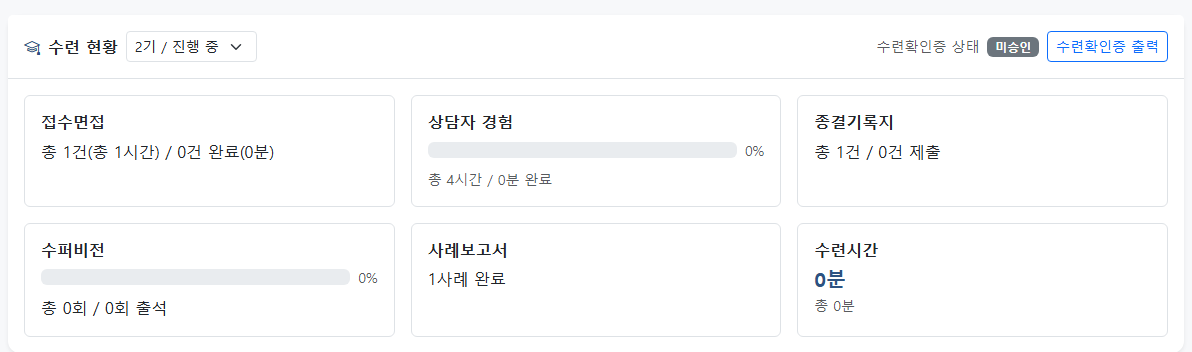 수련 현황 2기 / 진행 중 수련확인증 상태 미승인 수련확인증 출력
접수면접
총 1건(총 1시간) / 0건 완료(0분)
상담자 경험
0%
총 4시간 / 0분 완료
종결기록지
총 1건 / 0건 제출
수퍼비전
0%
총 0회 / 0회 출석
사례보고서
1사례 완료
수련시간
0분
총 0분